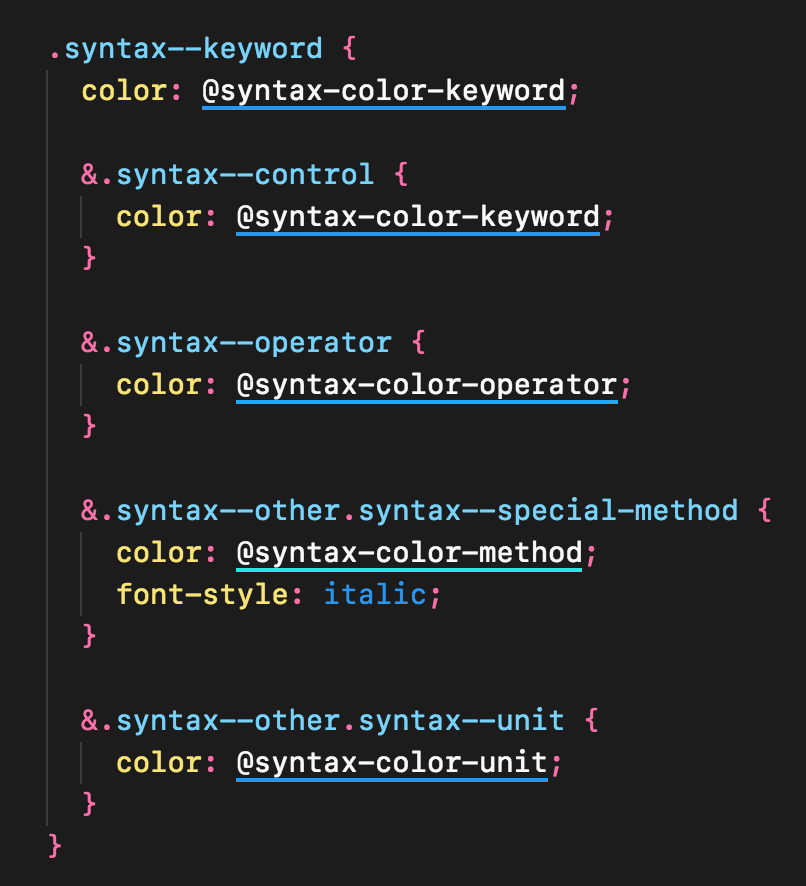 .syntax--keyword {
color: @syntax-color-keyword;
&.syntax--control {
color: @syntax-color-keyword;
}
&.syntax--operator {
color: @syntax-color-operator;
}
&.syntax--other.syntax--special-method {
color: @syntax-color-method;
font-style: italic;
}
&.syntax--other.syntax--unit {
color: @syntax-color-unit;
}
}